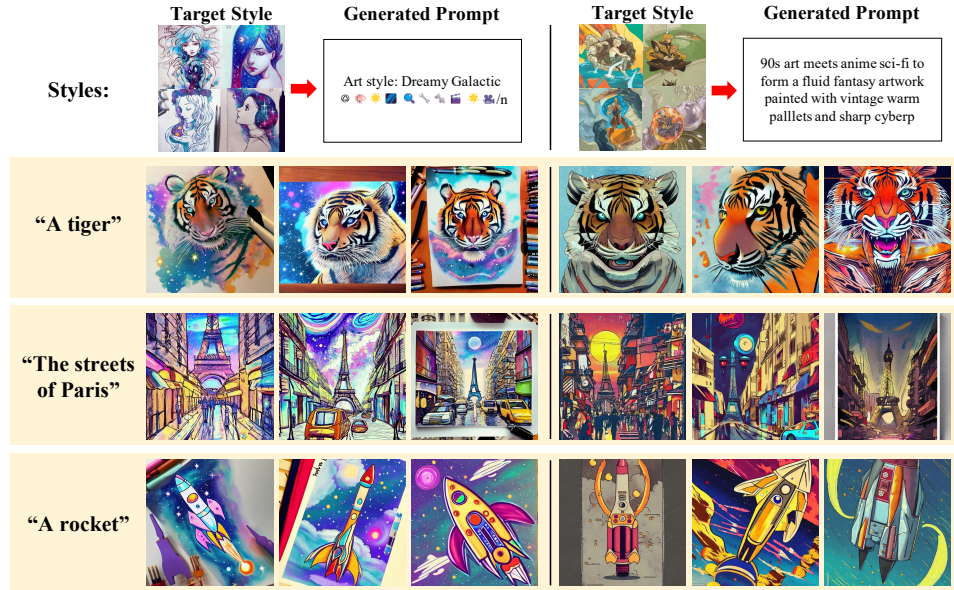 Target Style
Generated Prompt
Target Style
Generated Prompt
Styles:
Art style: Dreamy Galactic
/n
90s art meets anime sci-fi to
form a fluid fantasy artwork
painted with vintage warm
palllets and sharp cyberp
“A tiger”
“The streets
of Paris”
“A rocket”